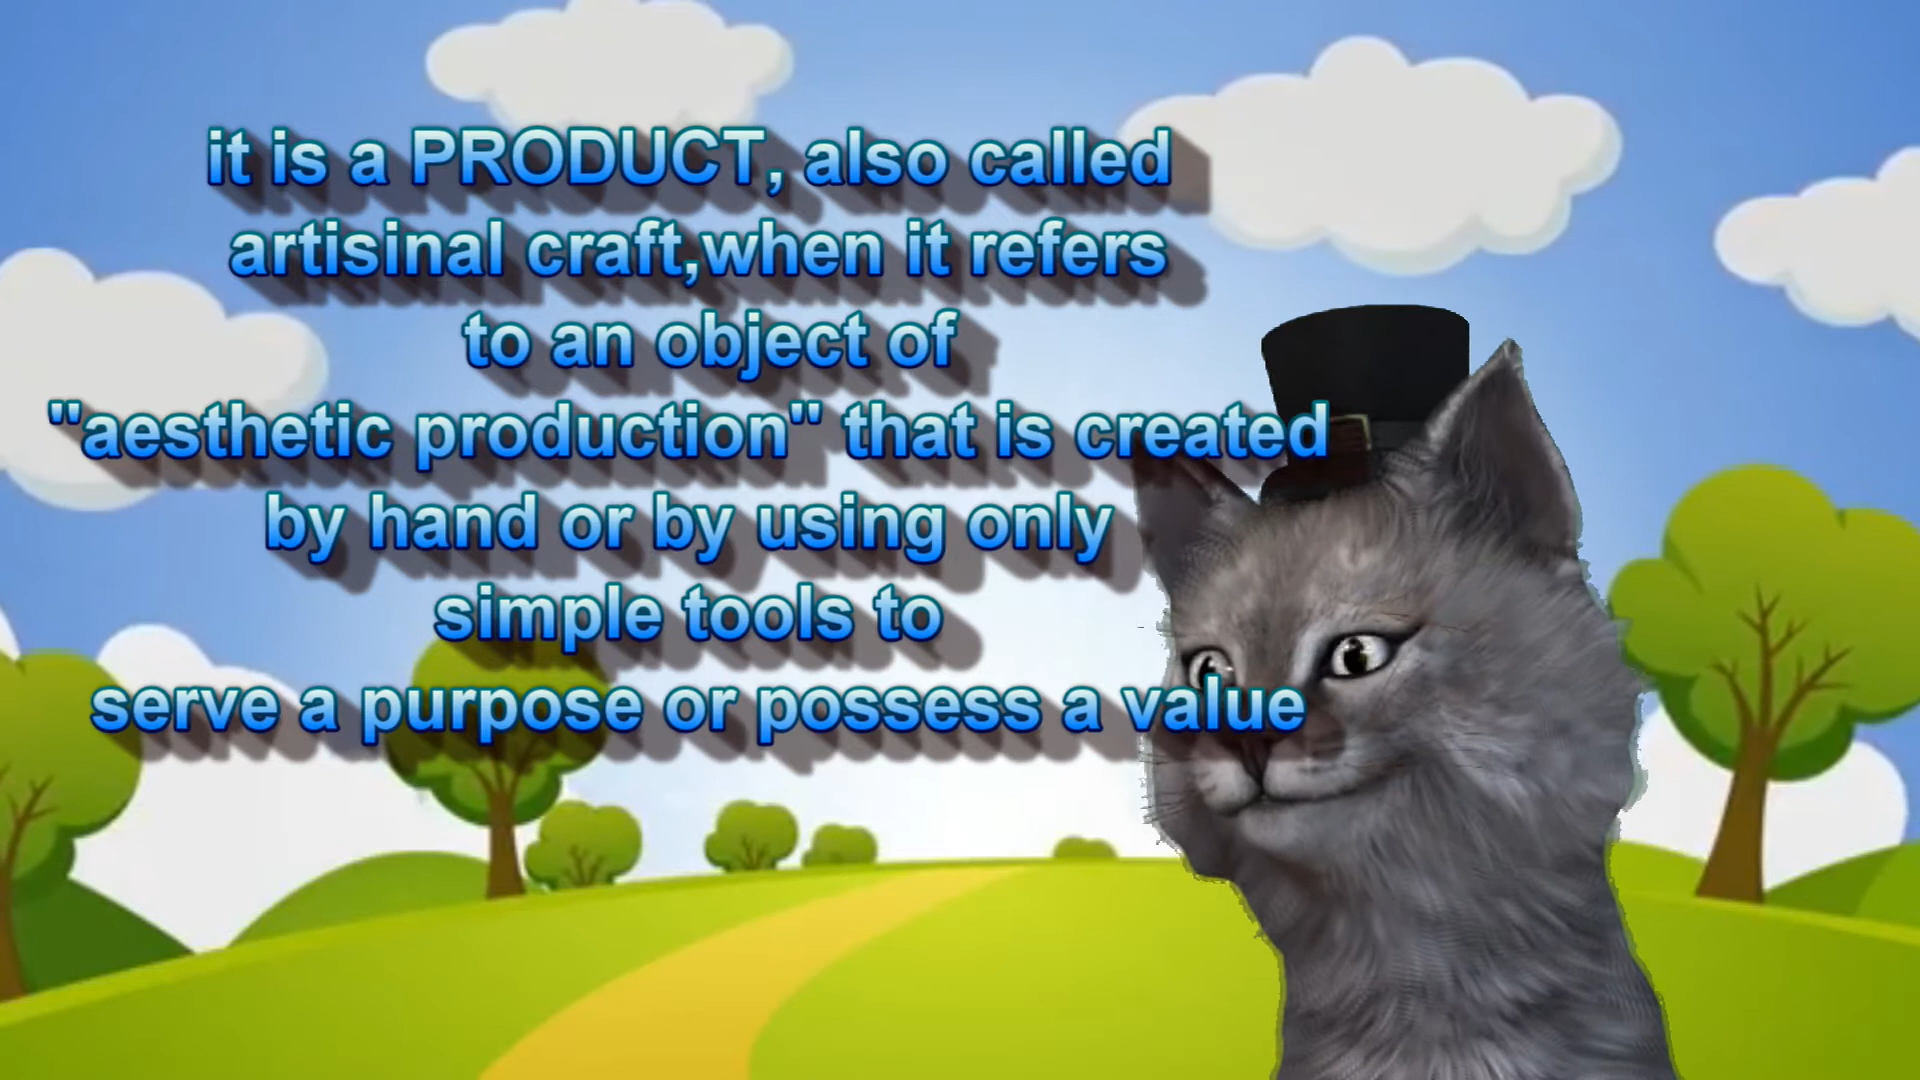 it is a PRODUCT, also called
artisinal craft,when it refers
to an object of
"aesthetic production" that is created
by hand or by using only
simple tools to
serve a purpose or possess a value